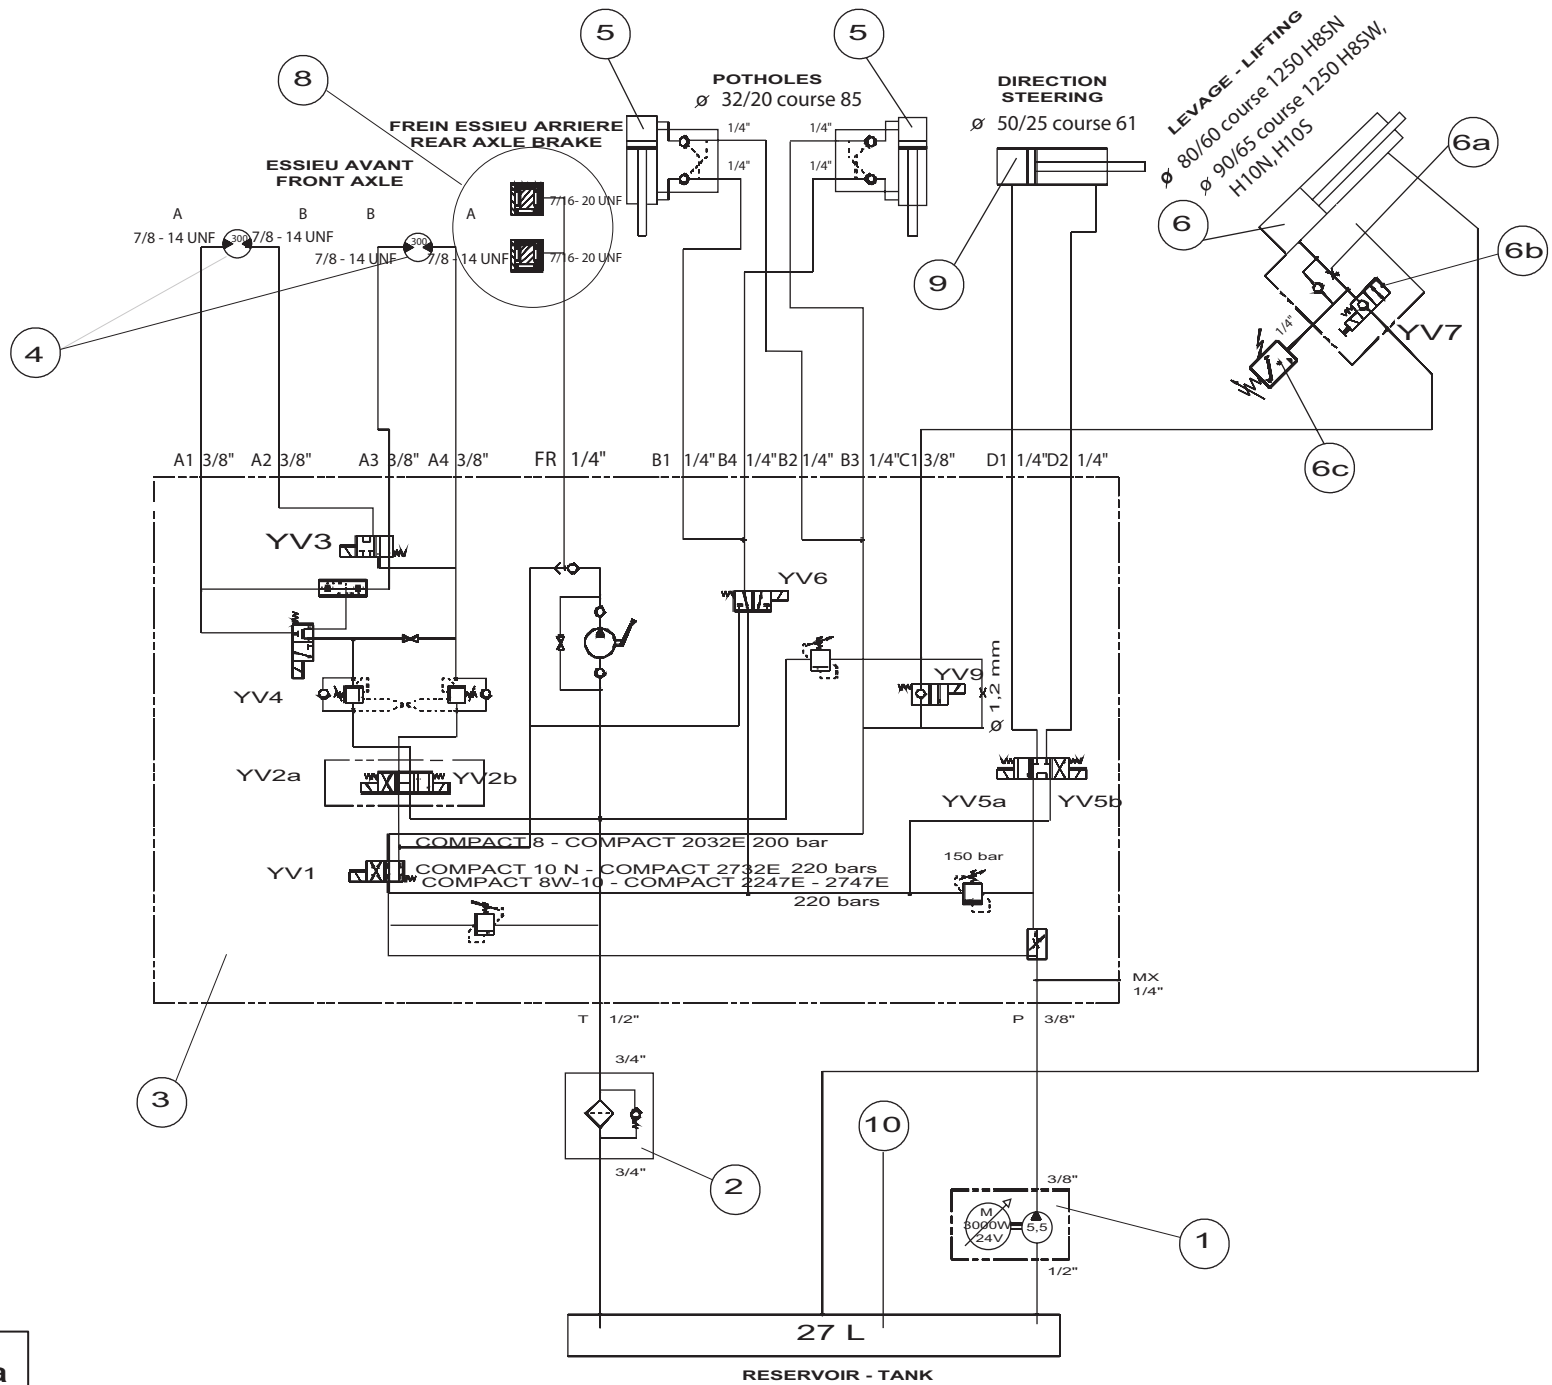 5
5
8
POTHOLES
ø 32/20 course 85
DIRECTION
STEERING
ø 50/25 course 61
LEVAGE - LIFTING
ø 80/60 course 1250 H8SN
ø 90/65 course 1250 H8SW,
H10N, H10S
6a
6
6b
YV7
1/4"
6c
FREIN ESSIEU ARRIERE
REAR AXLE BRAKE
ESSIEU AVANT
FRONT AXLE
1/4"
1/4"
1/4"
1/4"
A
B
B
A
7/8 - 14 UNF
300
7/8 - 14 UNF
7/8 - 14 UNF
300
7/8 - 14 UNF
7/16- 20 UNF
7/16- 20 UNF
9
4
A1 3/8" A2 3/8" A3 3/8" A4 3/8" FR 1/4" B1 1/4" B4 1/4" B2 1/4" B3 1/4" C1 3/8" D1 1/4" D2 1/4"
YV3
YV6
YV4
YV9
ø 1,2 mm
YV2a
YV2b
YV5a
YV5b
COMPACT 8 - COMPACT 2032E 200 bar
YV1
COMPACT 10 N - COMPACT 2732E 220 bars
COMPACT 8W-10 - COMPACT 2247E - 2747E
220 bars
150 bar
MX
1/4"
T 1/2"
P 3/8"
3
3/4"
3/4"
2
10
3/8"
M
3000W
24V
5,5
1
1/2"
27 L
RESERVOIR - TANK
a